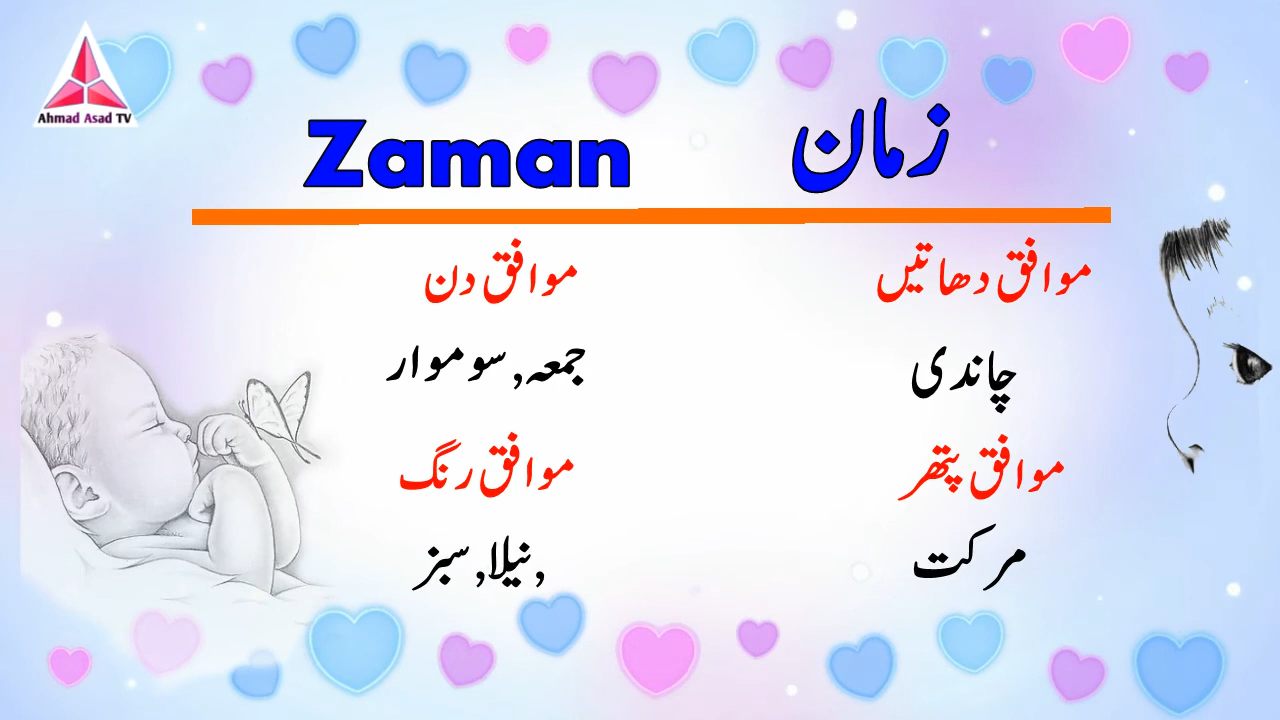 Ahmad Asad TV
Zaman زمان
موافق دھاتیں موافق دن
چاندی جمعہ, سوموار
موافق پتھر موافق رنگ
مرکت ,نیلا, سبز